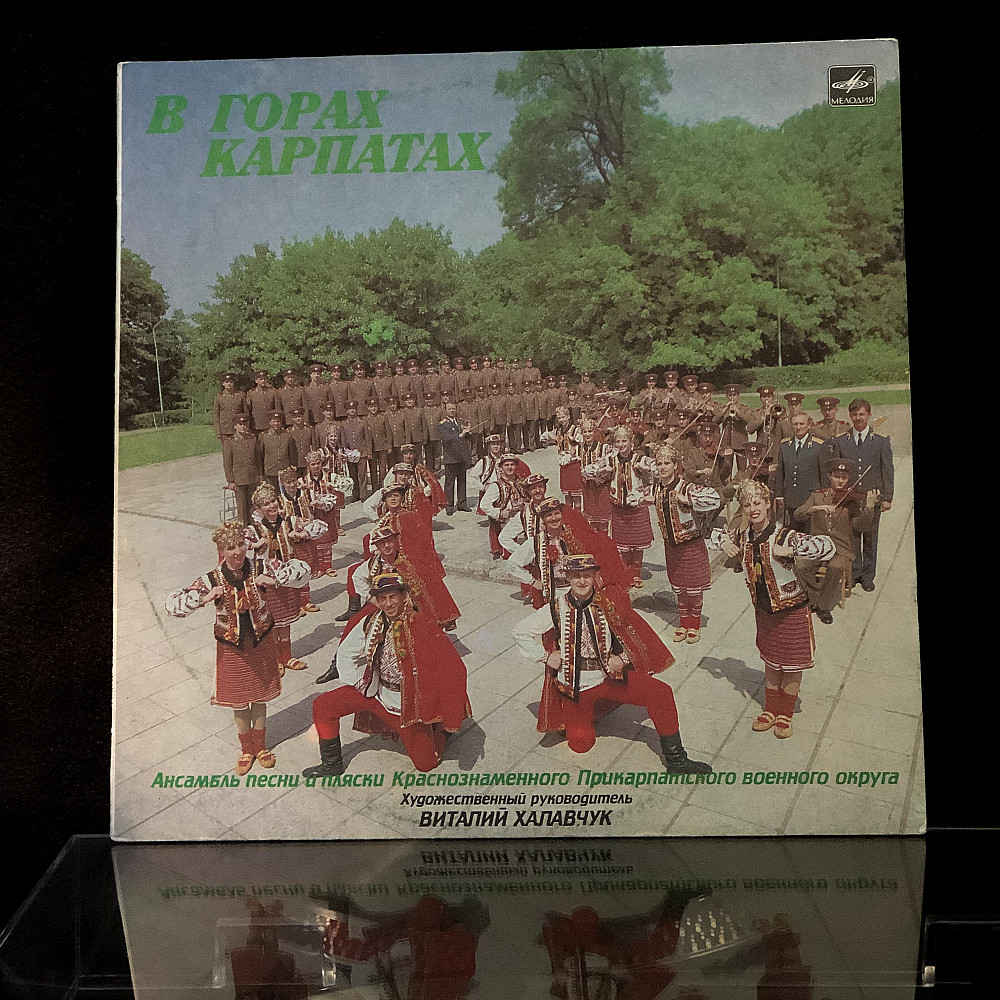 В ГОРАХ
КАРПАТАХ
МЕЛОДИЯ
Ансамбль песни и пляски Краснознаменного Прикарпатского военного округа
Художественный руководитель
ВИТАЛИЙ ХАЛАВЧУК